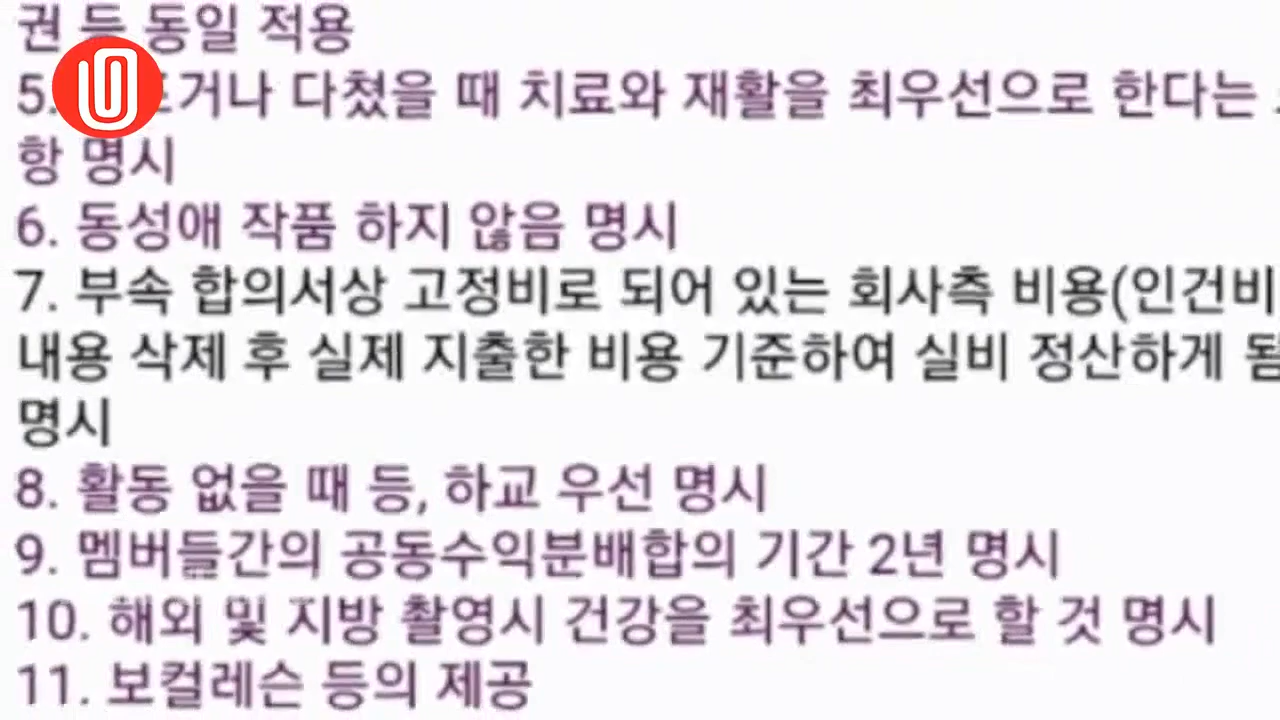 권 등 동일 적용
5. 거나 다쳤을 때 치료와 재활을 최우선으로 한다는
항 명시
6. 동성애 작품 하지 않음 명시
7. 부속 합의서상 고정비로 되어 있는 회사측 비용(인건비
내용 삭제 후 실제 지출한 비용 기준하여 실비 정산하게 됨
명시
8. 활동 없을 때 등, 하교 우선 명시
9. 멤버들간의 공동수익분배합의 기간 2년 명시
10. 해외 및 지방 촬영시 건강을 최우선으로 할 것 명시
11. 보컬레슨 등의 제공